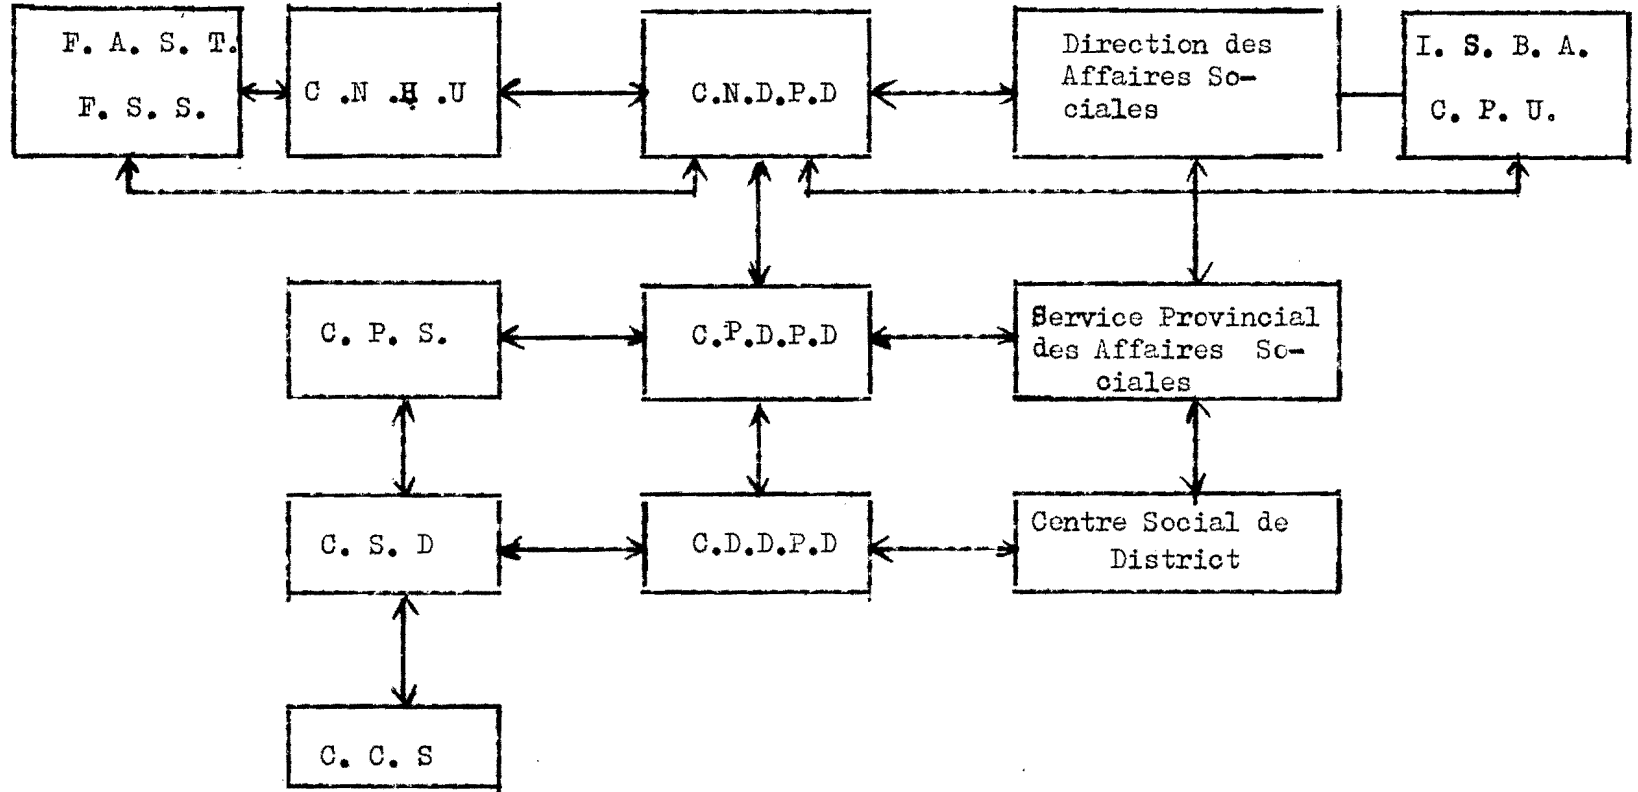 F. A. S. T.
F. S. S.
C .N .H .U
C.N.D.P.D
Direction des
Affaires So-
ciales
I. S. B. A.
C. P. U.
C. P. S.
C.P.D.P.D
Service Provincial
des Affaires So-
ciales
C. S. D
C.D.D.P.D
Centre Social de
District
C. C. S